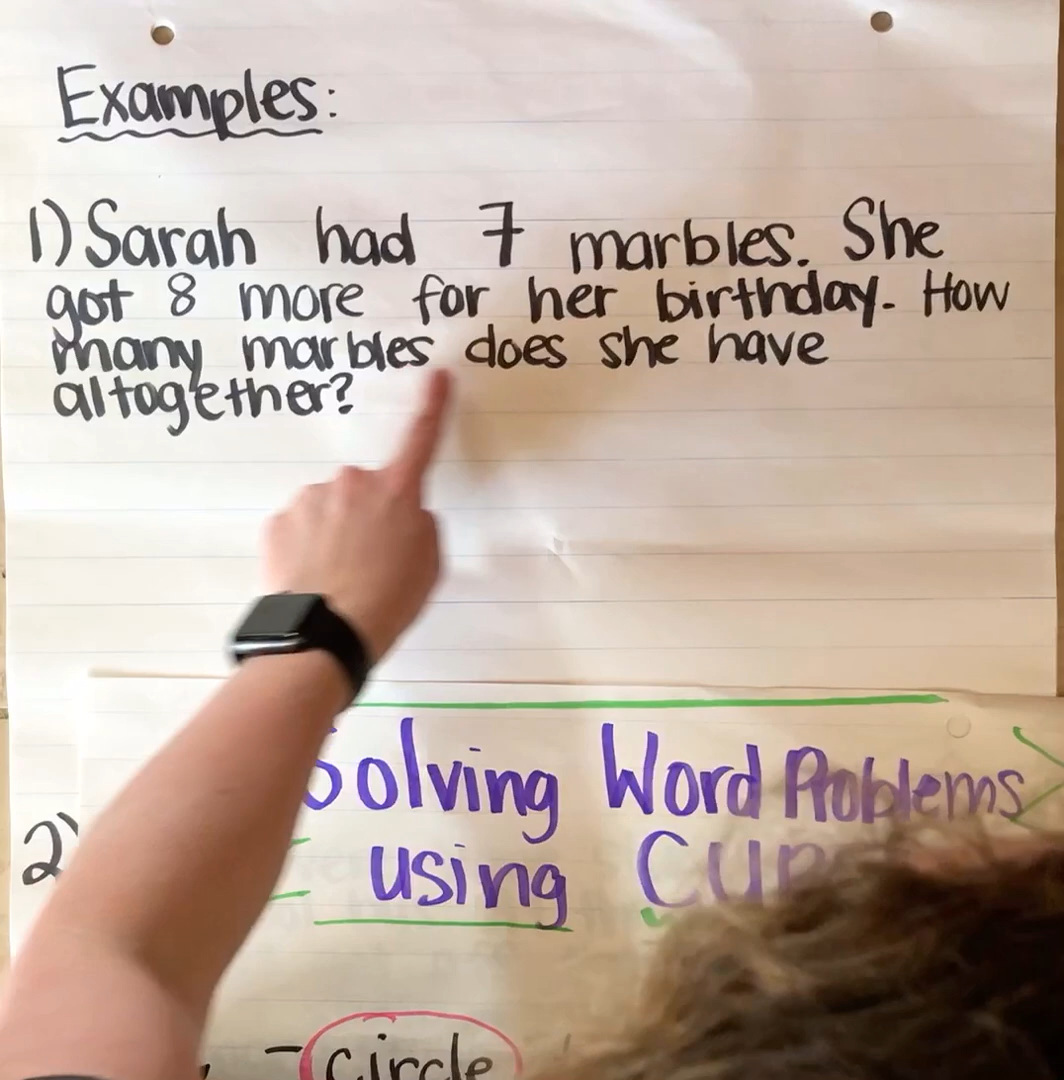 Examples:
1) Sarah had 7 marbles. She
got 8 more for her birthday. How
many marbles does she have
altogether?
Solving Word Problems
2) using
- Circle